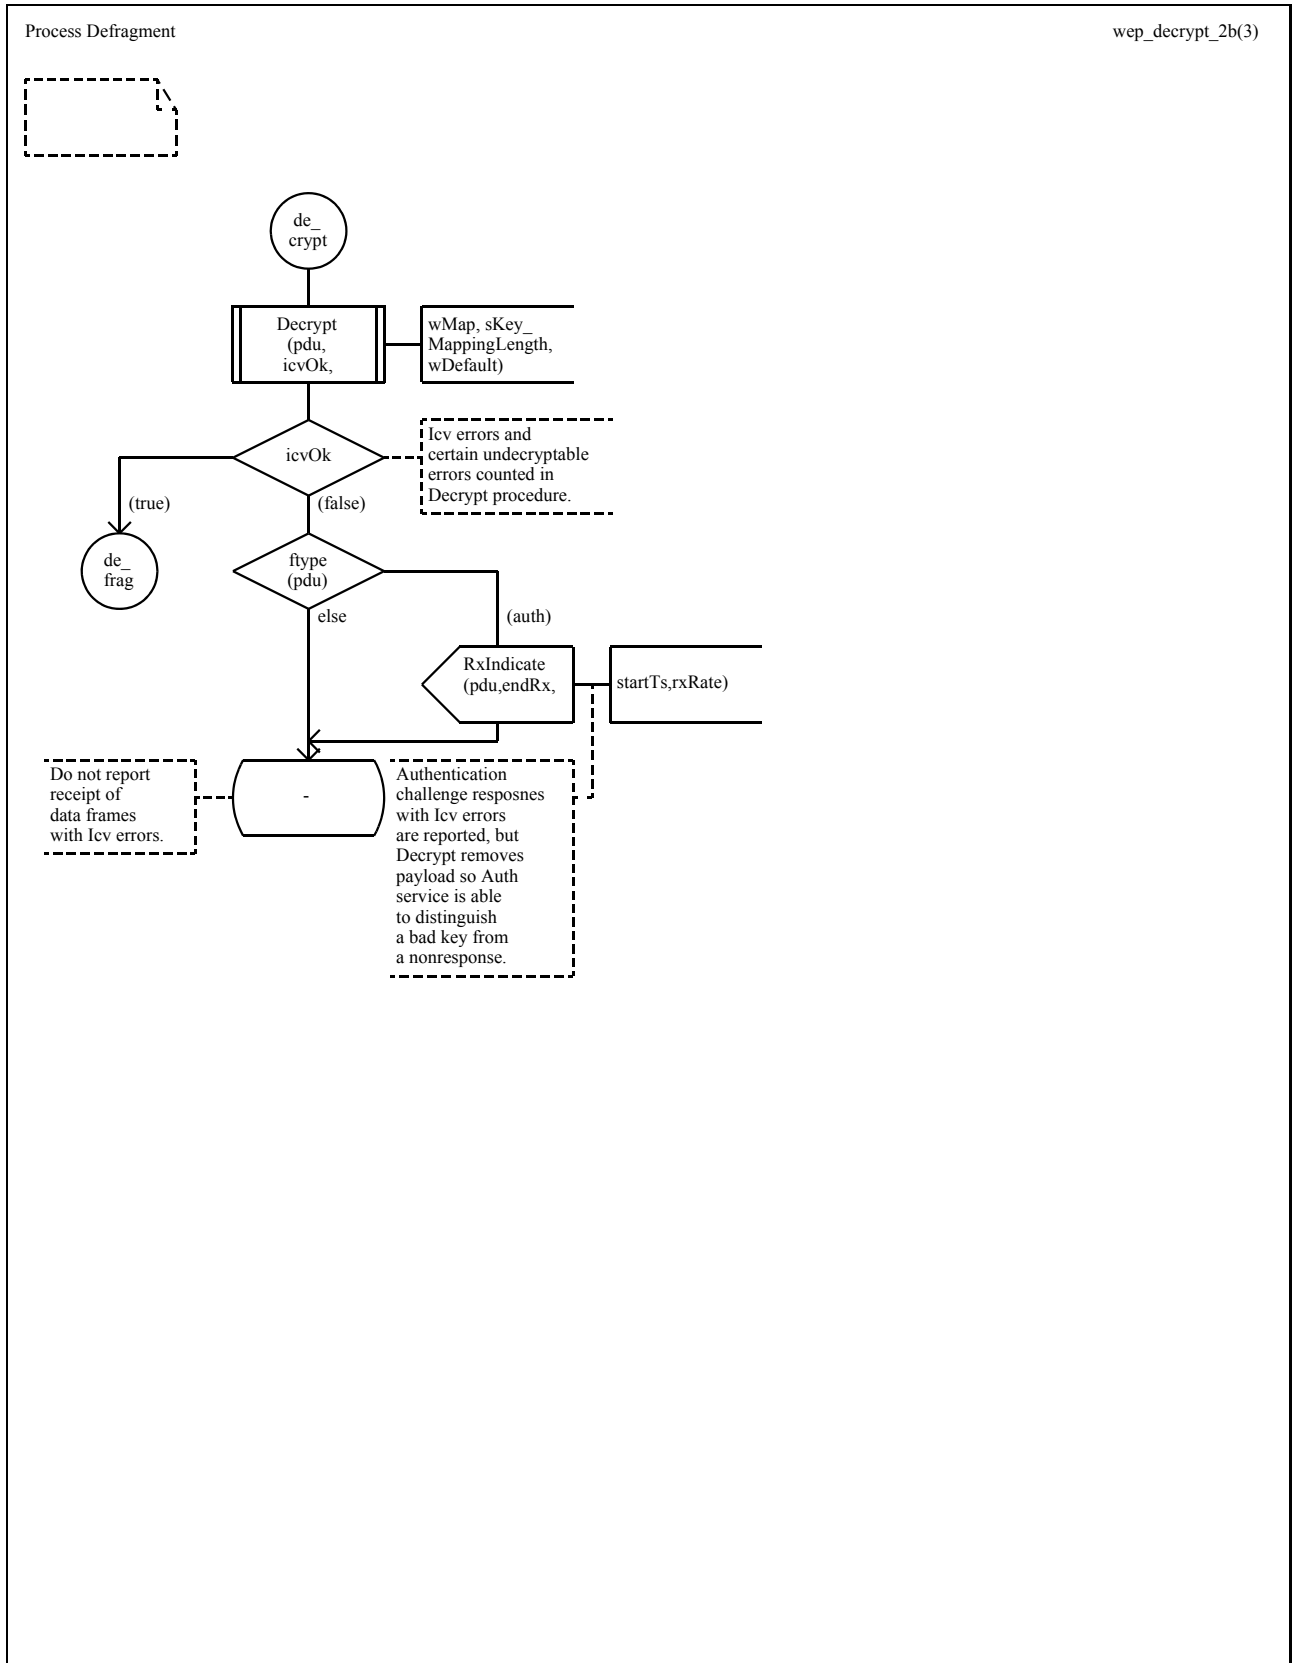 Process Defragment
wep_decrypt_2b(3)
de_
crypt
Decrypt
(pdu,
icvOk,
wMap, sKey_
MappingLength,
wDefault)
icvOk
Icv errors and
certain undecryptable
errors counted in
Decrypt procedure.
(true)
(false)
de_
frag
ftype
(pdu)
else
(auth)
RxIndicate
(pdu,endRx,
startTs,rxRate)
Do not report
receipt of
data frames
with Icv errors.
-
Authentication
challenge resposnes
with Icv errors
are reported, but
Decrypt removes
payload so Auth
service is able
to distinguish
a bad key from
a nonresponse.